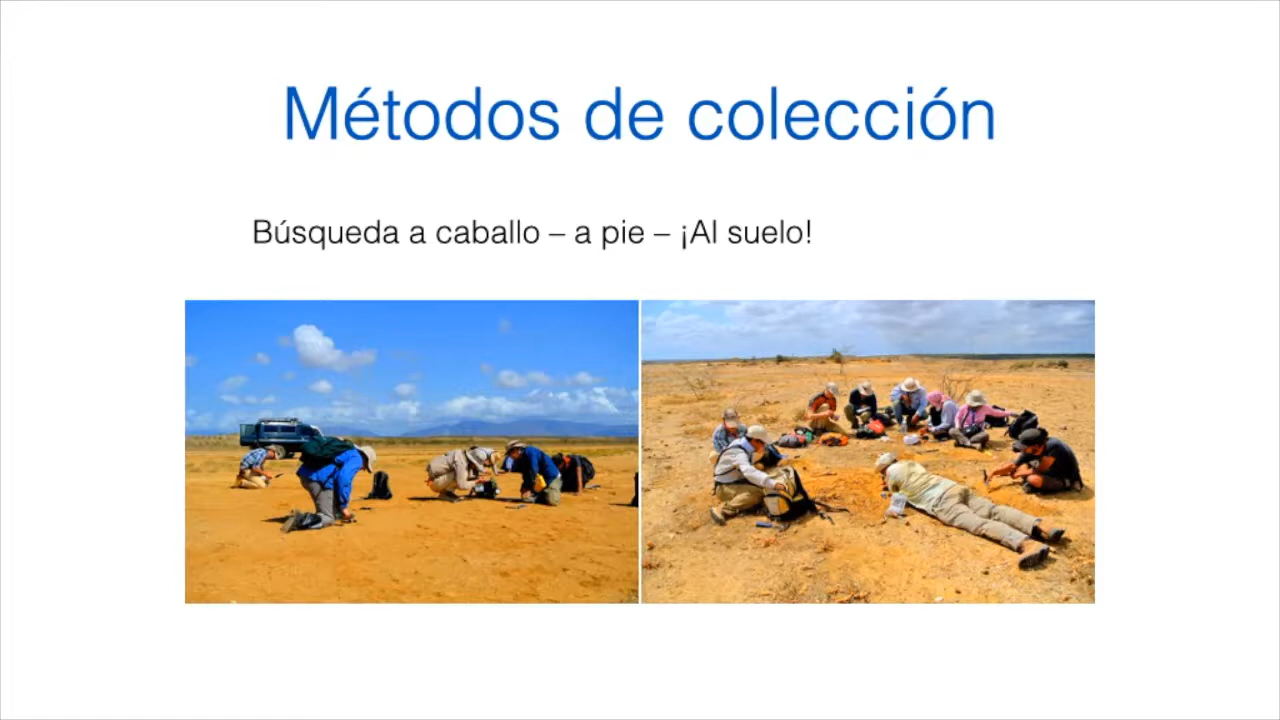 Métodos de colección
Búsqueda a caballo – a pie – ¡Al suelo!